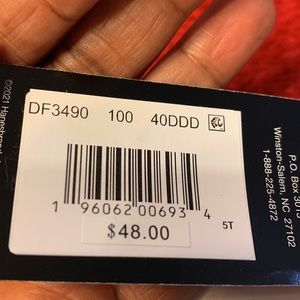 DF3490 100 40DDD
1 96062 00693 4
$48.00
5T
©2021 Hanesbrands
P.O. Box 3019
Winston-Salem, NC 27102
1-888-225-4872